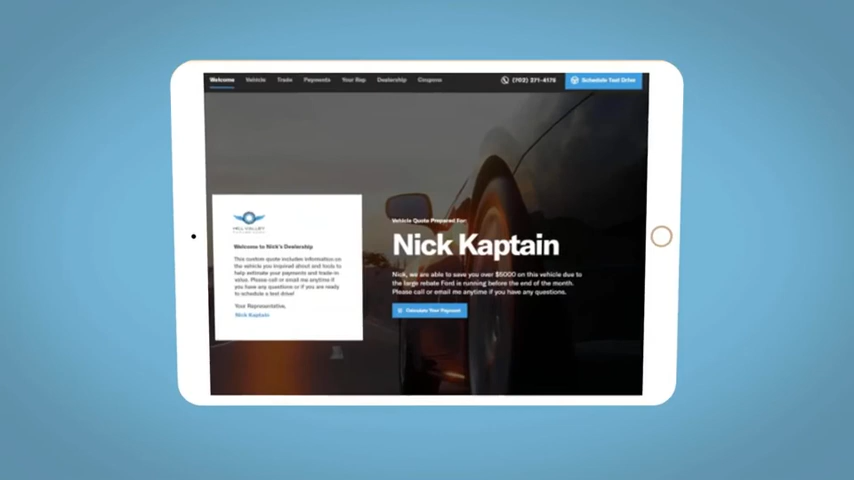 Welcome Vehicle Trade Payments Your Rep Dealership Coupons (702) 271-4176 Schedule Test Drive
HILL VALLEY
Welcome to Nick's Dealership
This custom quote includes information on
the vehicle you inquired about and tools to
help estimate your payments and trade-in
value. Please call or email me anytime if
you have any questions or if you are ready
to schedule a test drive!
Your Representative,
Nick Kaptain
Vehicle Quote Prepared For:
Nick Kaptain
Nick, we are able to save you over $6000 on this vehicle due to
the large rebate Ford is running before the end of the month.
Please call or email me anytime if you have any questions.
Calculate Your Payment